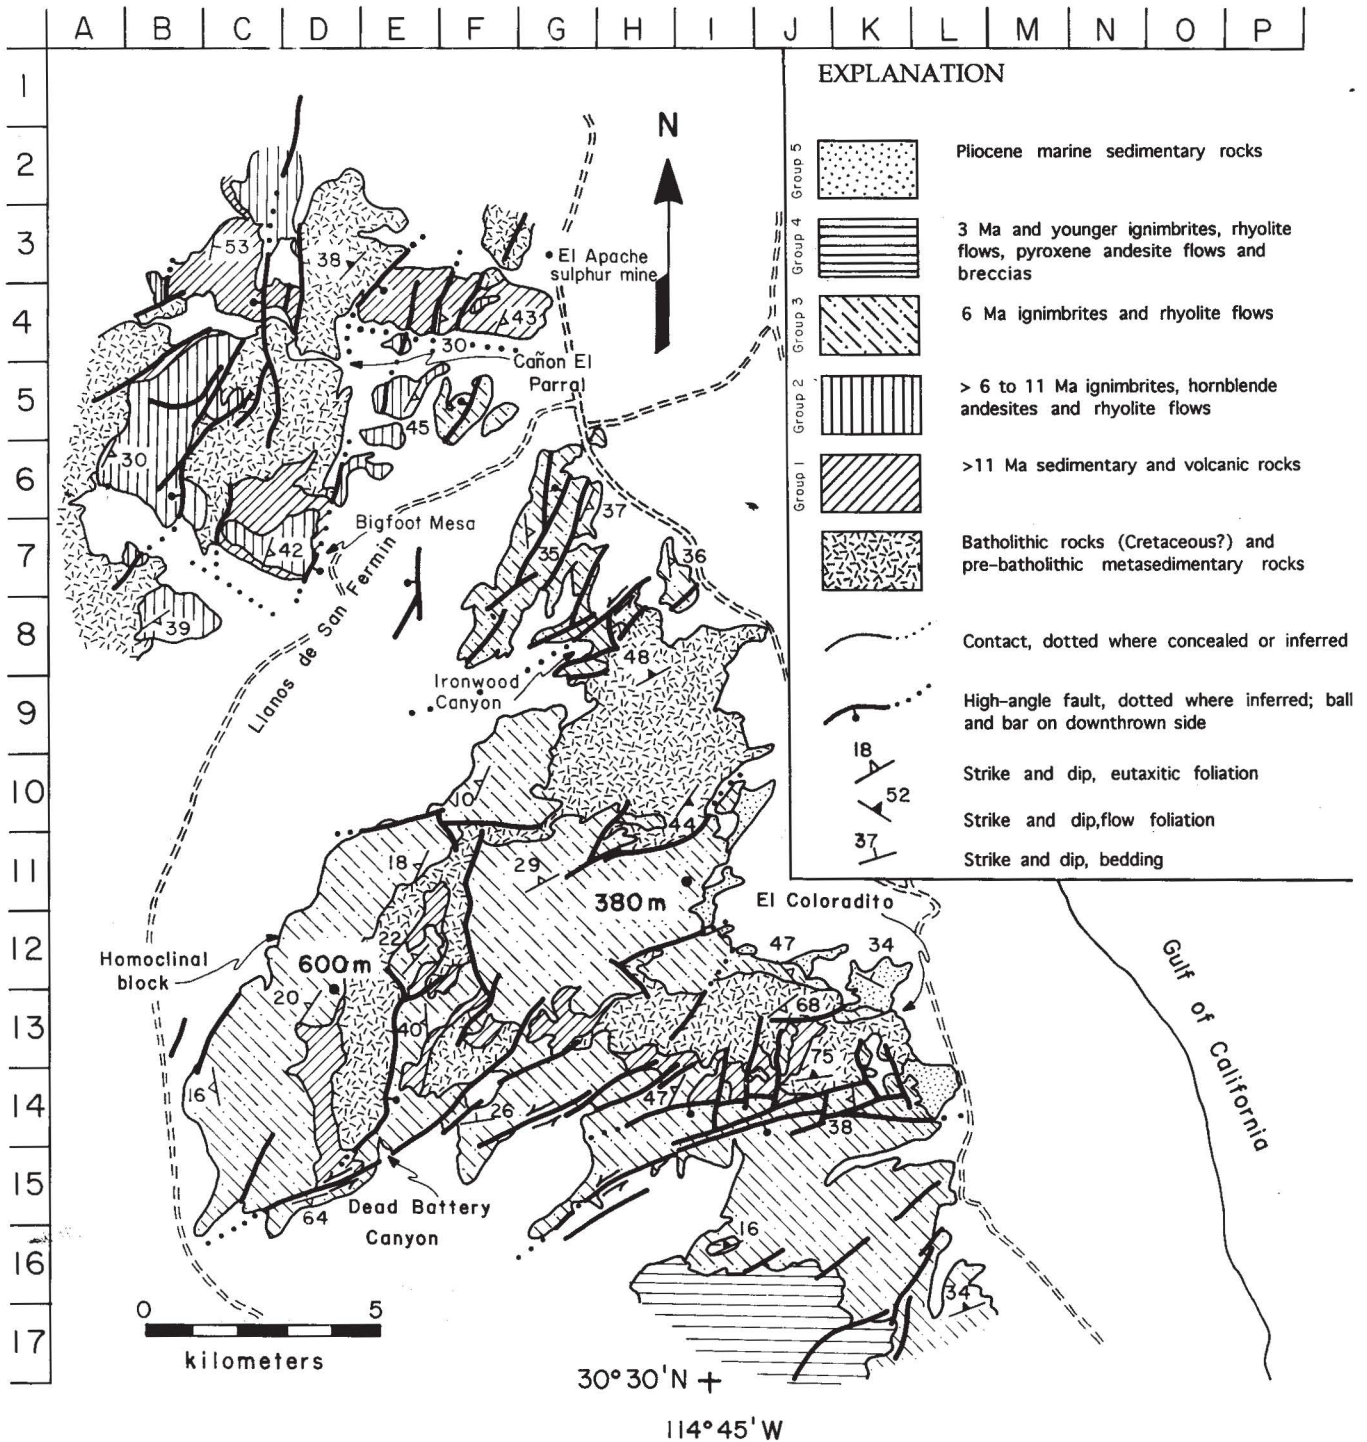 A B C D E F G H I J K L M N O P
1
2
3
4
5
6
7
8
9
10
11
12
13
14
15
16
17
EXPLANATION
Group 5
Pliocene marine sedimentary rocks
Group 4
3 Ma and younger ignimbrites, rhyolite
flows, pyroxene andesite flows and
breccias
Group 3
6 Ma ignimbrites and rhyolite flows
Group 2
> 6 to 11 Ma ignimbrites, hornblende
andesites and rhyolite flows
Group 1
>11 Ma sedimentary and volcanic rocks
Batholithic rocks (Cretaceous?) and
pre-batholithic metasedimentary rocks
Contact, dotted where concealed or inferred
High-angle fault, dotted where inferred; ball
and bar on downthrown side
18
Strike and dip, eutaxitic foliation
52
Strike and dip,flow foliation
37
Strike and dip, bedding
N
53
38
El Apache
sulphur mine
43
30
Cañon El
Parral
45
30
37
Bigfoot Mesa
42
35
36
Llanos de San Fermin
39
48
Ironwood
Canyon
10
44
18
29
380m
El Coloradito
22
47
34
Homoclinal
block
600m
20
68
40
75
16
47
26
38
64
Dead Battery
Canyon
16
34
Gulf of California
0 5
kilometers
30°30'N
114°45'W